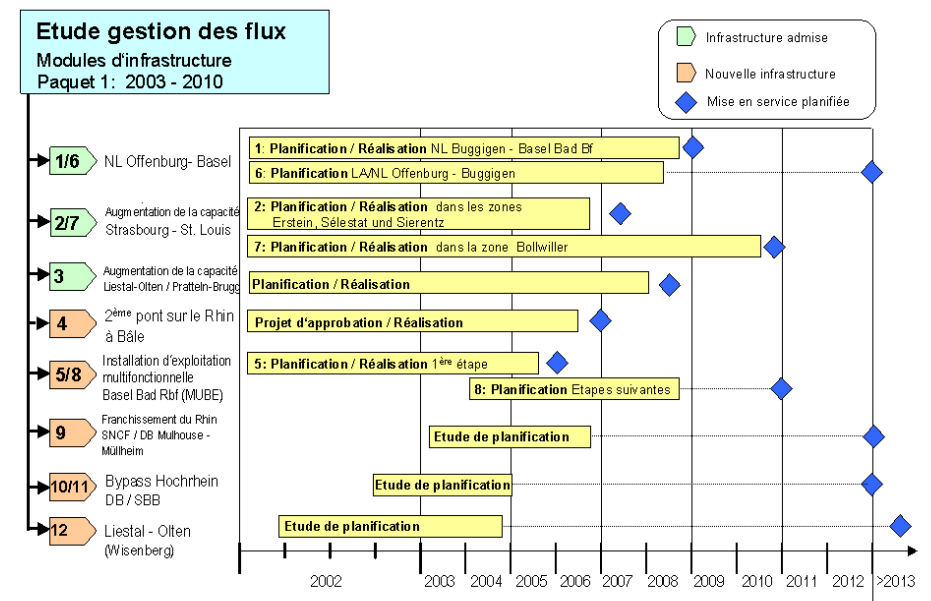 Etude gestion des flux
Modules d'infrastructure
Paquet 1: 2003 - 2010
Infrastructure admise
Nouvelle infrastructure
Mise en service planifiée
1/6 NL Offenburg- Basel
1: Planification / Réalisation NL Buggigen - Basel Bad Bf
6: Planification LA/NL Offenburg - Buggigen
2/7 Augmentation de la capacité
Strasbourg - St. Louis
2: Planification / Réalisation dans les zones
Erstein, Sélestat und Sierentz
7: Planification / Réalisation dans la zone Bollwiller
3 Augmentation de la capacité
Liestal-Olten / Pratteln-Brugg
Planification / Réalisation
4 2ème pont sur le Rhin
à Bâle
Projet d'approbation / Réalisation
5/8 Installation d'exploitation
multifonctionnelle
Basel Bad Rbf (MUBE)
5: Planification / Réalisation 1ère étape
8: Planification Etapes suivantes
9 Franchissement du Rhin
SNCF / DB Mulhouse -
Müllheim
Etude de planification
10/11 Bypass Hochrhein
DB / SBB
Etude de planification
12 Liestal - Olten
(Wisenberg)
Etude de planification
2002 2003 2004 2005 2006 2007 2008 2009 2010 2011 2012 >2013